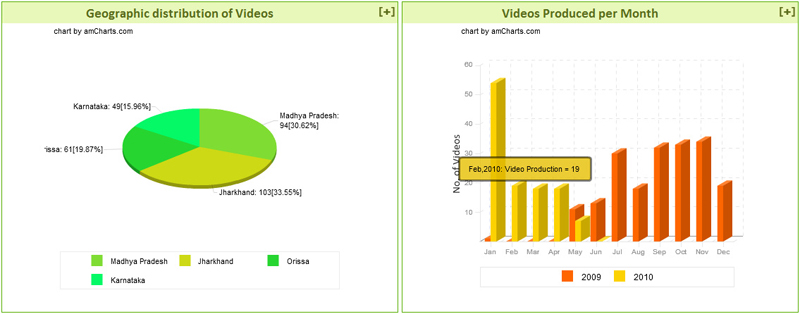 Geographic distribution of Videos
[+]
chart by amCharts.com
Karnataka: 49[15.96%]
Madhya Pradesh:
94[30.62%]
rissa: 61[19.87%]
Jharkhand: 103[33.55%]
Madhya Pradesh
Jharkhand
Orissa
Karnataka
Videos Produced per Month
[+]
chart by amCharts.com
No. of Videos
60
50
40
30
20
10
Feb,2010: Video Production = 19
Jan Feb Mar Apr May Jun Jul Aug Sep Oct Nov Dec
2009
2010